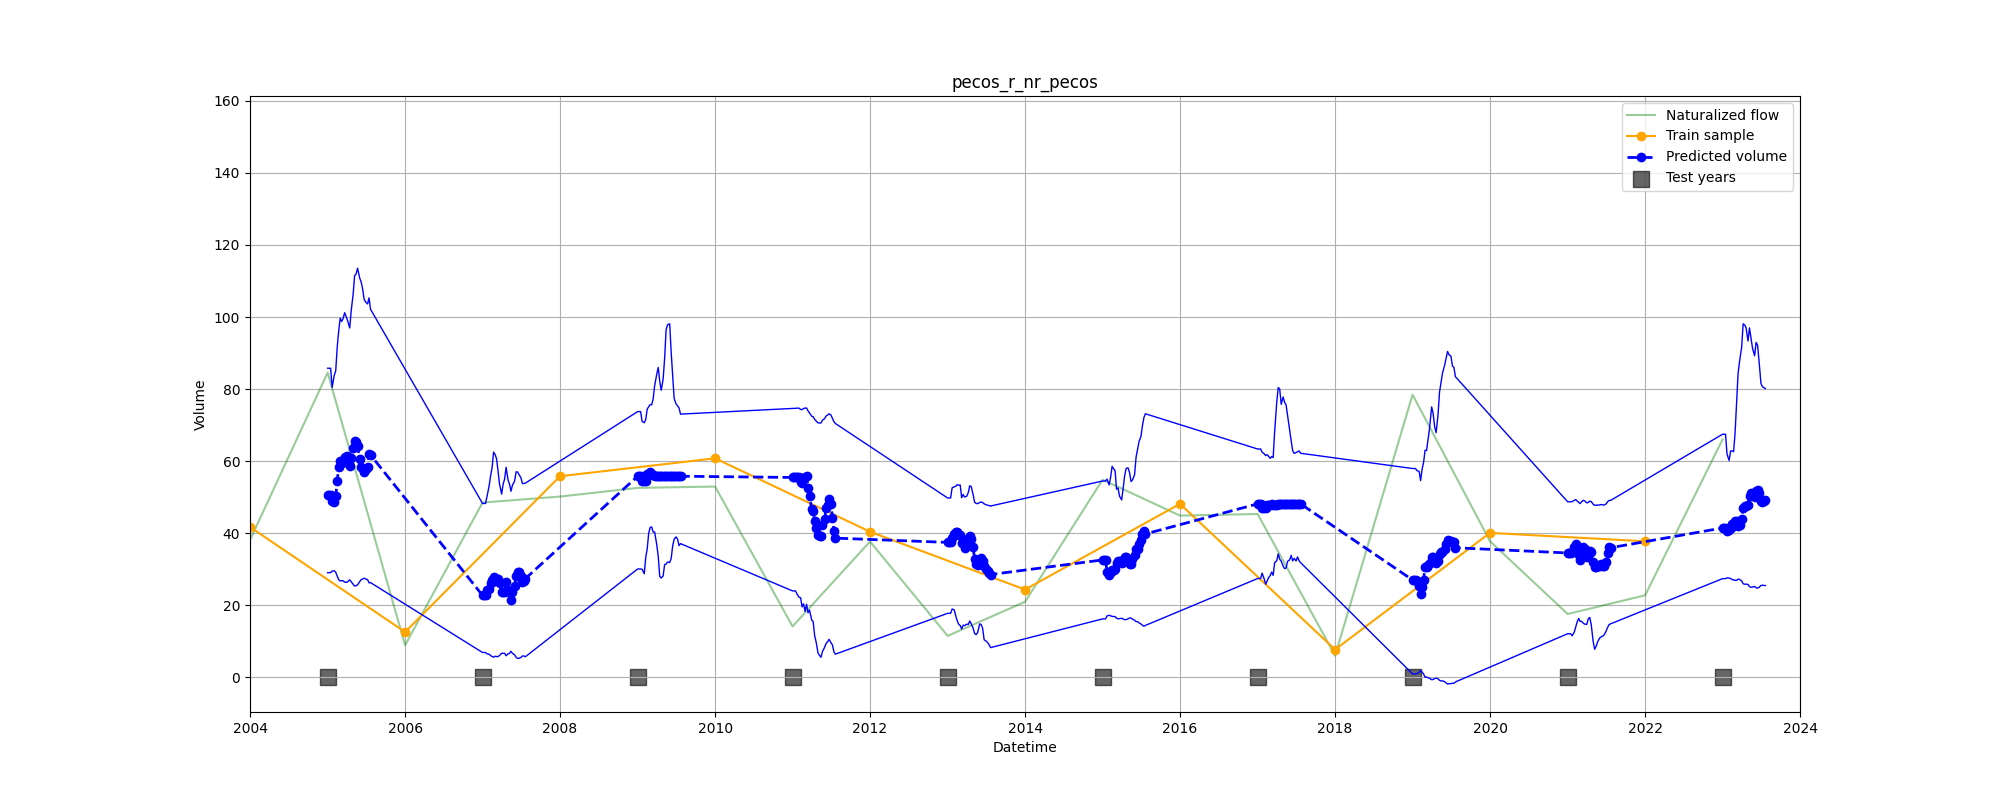 pecos_r_nr_pecos
160
140
120
100
80
60
40
20
0
Volume
Naturalized flow
Train sample
Predicted volume
Test years
2004 2006 2008 2010 2012 2014 2016 2018 2020 2022 2024
Datetime